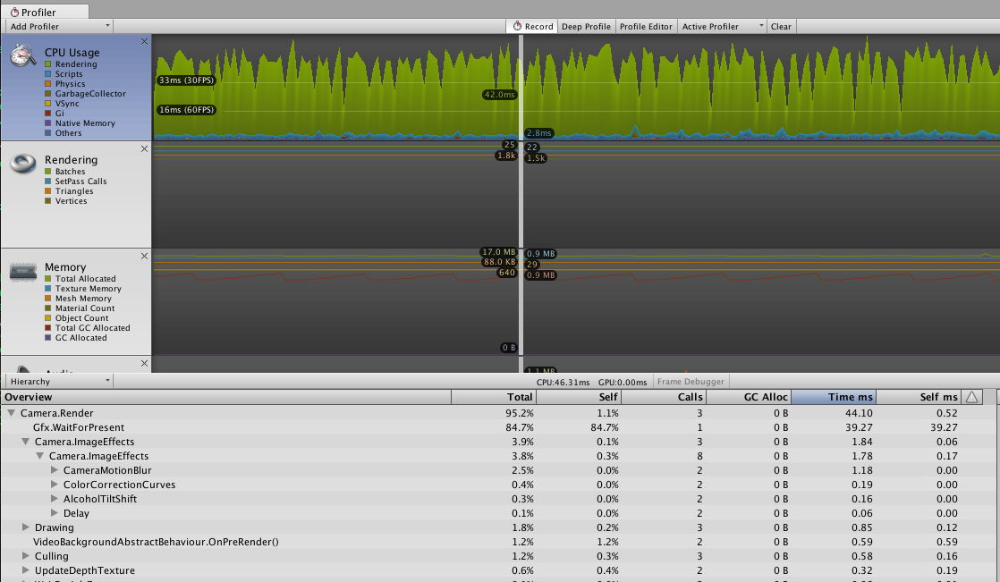 Profiler
Add Profiler Record Deep Profile Profile Editor Active Profiler Clear
CPU Usage
Rendering
Scripts
Physics
GarbageCollector
VSync
Gi
Native Memory
Others
33ms (30FPS)
16ms (60FPS)
42.0ms
2.8ms
Rendering
Batches
SetPass Calls
Triangles
Vertices
25
1.8k
22
1.5k
Memory
Total Allocated
Texture Memory
Mesh Memory
Material Count
Object Count
Total GC Allocated
GC Allocated
17.0 MB
88.0 KB
640
0 B
0.9 MB
29
0.9 MB
Audio
1.1 MB
Hierarchy CPU:46.31ms GPU:0.00ms Frame Debugger
Overview Total Self Calls GC Alloc Time ms Self ms
Camera.Render 95.2% 1.1% 3 0 B 44.10 0.52
Gfx.WaitForPresent 84.7% 84.7% 1 0 B 39.27 39.27
Camera.ImageEffects 3.9% 0.1% 3 0 B 1.84 0.06
Camera.ImageEffects 3.8% 0.3% 8 0 B 1.78 0.17
CameraMotionBlur 2.5% 0.0% 2 0 B 1.18 0.00
ColorCorrectionCurves 0.4% 0.0% 2 0 B 0.19 0.00
AlcoholTiltShift 0.3% 0.0% 2 0 B 0.16 0.00
Delay 0.1% 0.0% 2 0 B 0.06 0.00
Drawing 1.8% 0.2% 3 0 B 0.85 0.12
VideoBackgroundAbstractBehaviour.OnPreRender() 1.2% 1.2% 2 0 B 0.59 0.59
Culling 1.2% 0.3% 3 0 B 0.58 0.16
UpdateDepthTexture 0.6% 0.4% 2 0 B 0.32 0.19